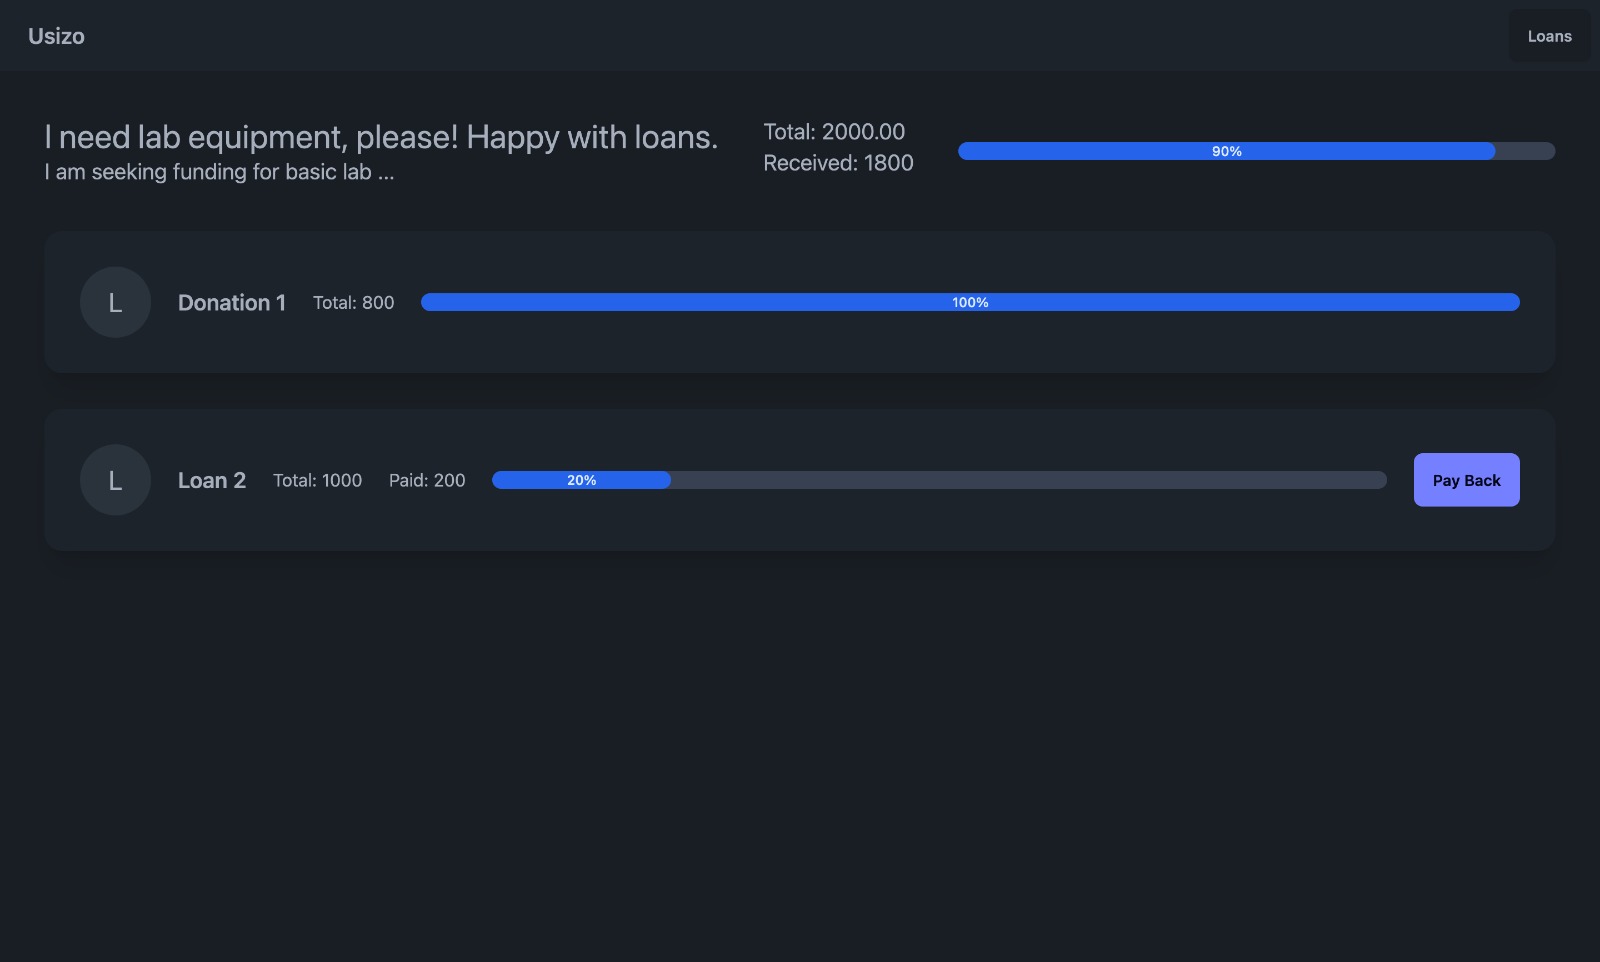 Usizo
Loans
I need lab equipment, please! Happy with loans.
I am seeking funding for basic lab ...
Total: 2000.00
Received: 1800
90%
L
Donation 1
Total: 800
100%
L
Loan 2
Total: 1000
Paid: 200
20%
Pay Back